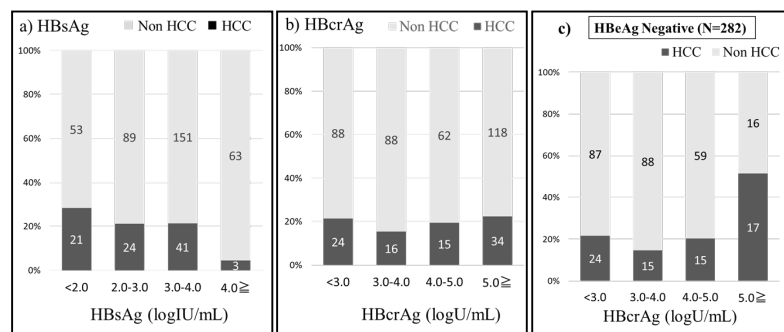 a) HBsAg
Non HCC HCC
100%
80%
60%
40%
20%
0%
53 89 151 63
21 24 41 3
<2.0 2.0-3.0 3.0-4.0 4.0≧
HBsAg (logIU/mL)
b) HBcrAg
Non HCC HCC
100%
80%
60%
40%
20%
0%
88 88 62 118
24 16 15 34
<3.0 3.0-4.0 4.0-5.0 5.0≧
HBcrAg (logU/mL)
c) HBeAg Negative (N=282)
HCC Non HCC
100%
80%
60%
40%
20%
0%
87 88 59 16
24 15 15 17
<3.0 3.0-4.0 4.0-5.0 5.0≧
HBcrAg (logU/mL)